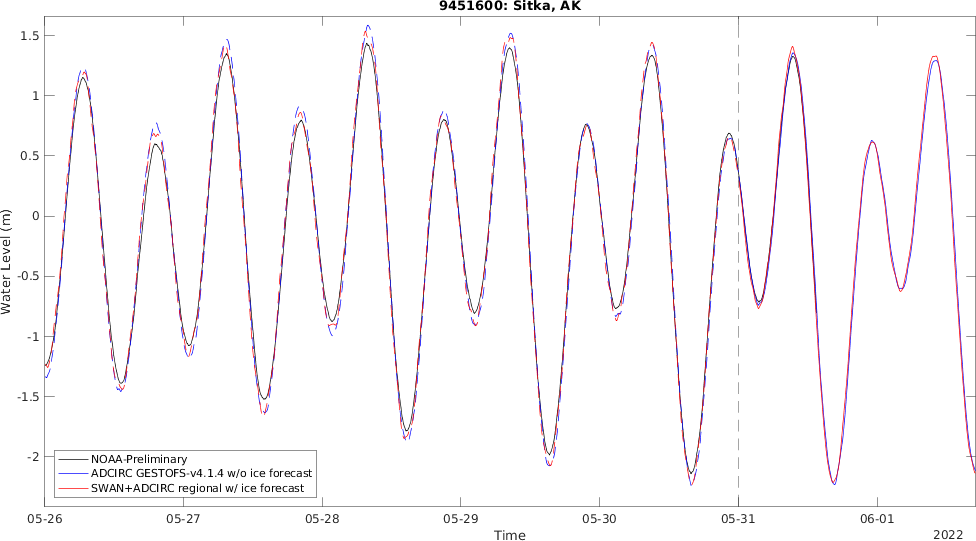 9451600: Sitka, AK
1.5
1
0.5
0
-0.5
-1
-1.5
-2
Water Level (m)
NOAA-Preliminary
ADCIRC GESTOFS-v4.1.4 w/o ice forecast
SWAN+ADCIRC regional w/ ice forecast
05-26
05-27
05-28
05-29
05-30
05-31
06-01
Time
2022